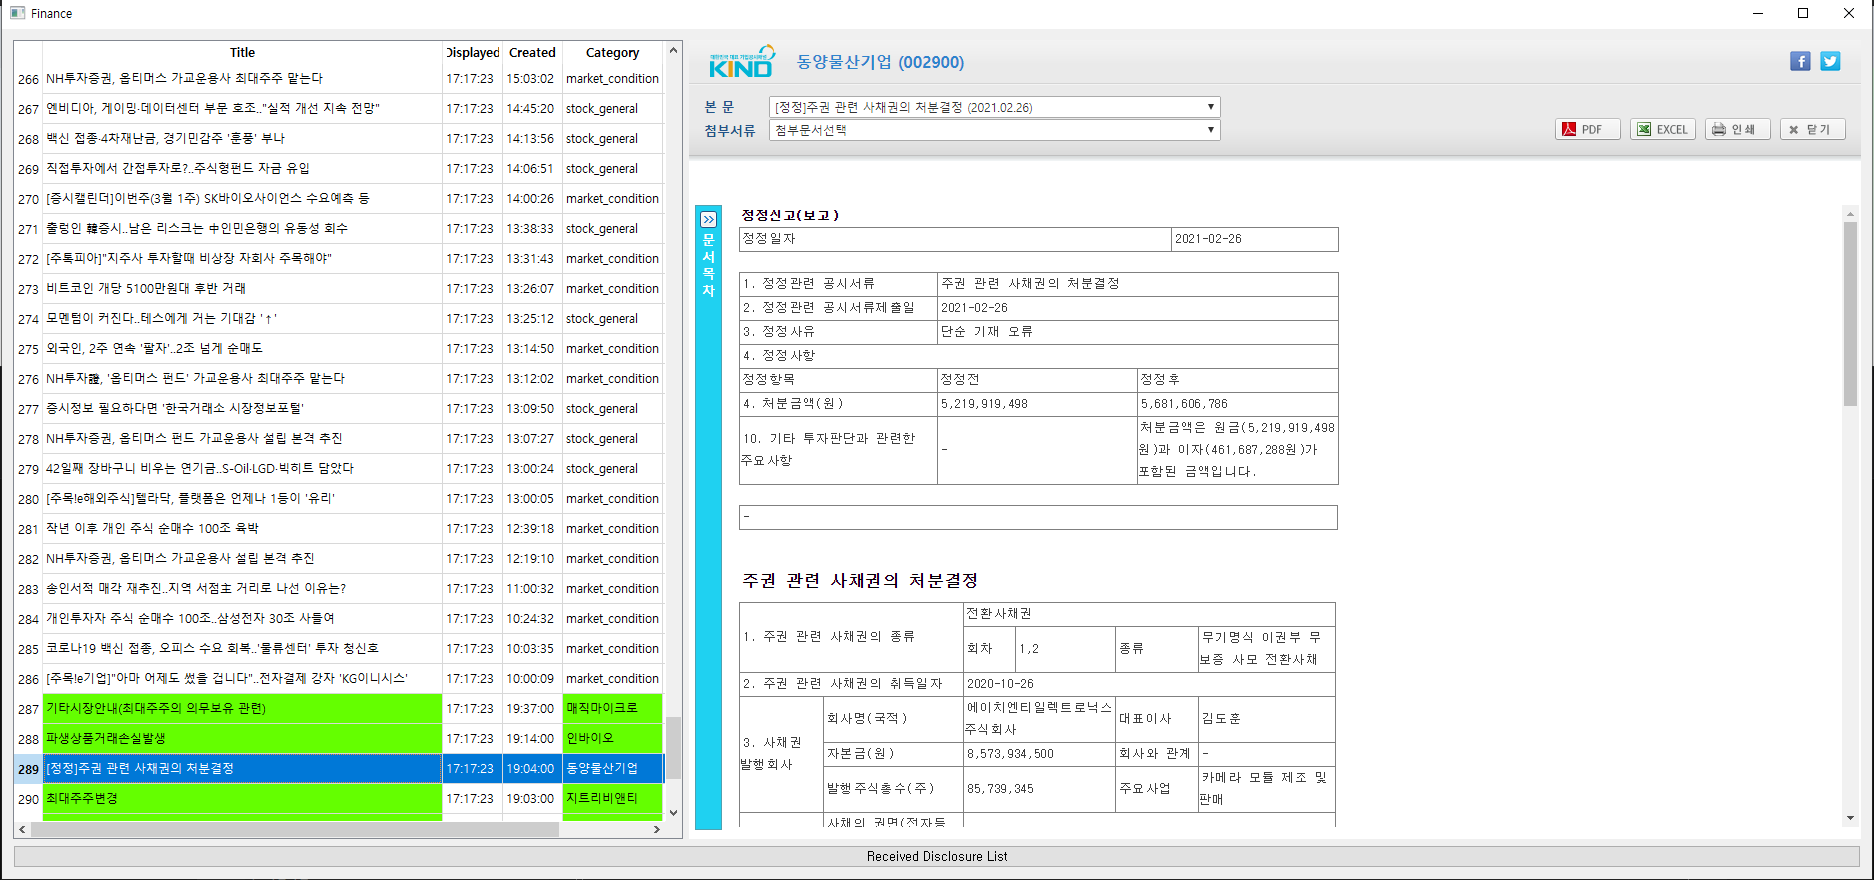 Finance
Title Displayed Created Category
266 NH투자증권, 옵티머스 가교운용사 최대주주 맡는다 17:17:23 15:03:02 market_condition
267 엔비디아, 게이밍·데이터센터 부문 호조.."실적 개선 지속 전망" 17:17:23 14:45:20 stock_general
268 백신 접종·4차재난금, 경기민감주 '훈풍' 부나 17:17:23 14:13:56 stock_general
269 직접투자에서 간접투자로?..주식형펀드 자금 유입 17:17:23 14:06:51 stock_general
270 [증시캘린더]이번주(3월 1주) SK바이오사이언스 수요예측 등 17:17:23 14:00:26 market_condition
271 출렁인 韓증시..남은 리스크는 中인민은행의 유동성 회수 17:17:23 13:38:33 stock_general
272 [주톡피아]"지주사 투자할때 비상장 자회사 주목해야" 17:17:23 13:31:43 market_condition
273 비트코인 개당 5100만원대 후반 거래 17:17:23 13:26:07 market_condition
274 모멘텀이 커진다..테스에게 거는 기대감 '↑' 17:17:23 13:25:12 stock_general
275 외국인, 2주 연속 '팔자'..2조 넘게 순매도 17:17:23 13:14:50 market_condition
276 NH투자證, '옵티머스 펀드' 가교운용사 최대주주 맡는다 17:17:23 13:12:02 market_condition
277 증시정보 필요하다면 '한국거래소 시장정보포털' 17:17:23 13:09:50 stock_general
278 NH투자증권, 옵티머스 펀드 가교운용사 설립 본격 추진 17:17:23 13:07:27 stock_general
279 42일째 장바구니 비우는 연기금..S-Oil·LGD·빅히트 담았다 17:17:23 13:00:24 stock_general
280 [주목!e해외주식]텔라닥, 플랫폼은 언제나 1등이 '유리' 17:17:23 13:00:05 market_condition
281 작년 이후 개인 주식 순매수 100조 육박 17:17:23 12:39:18 market_condition
282 NH투자증권, 옵티머스 가교운용사 설립 본격 추진 17:17:23 12:19:10 market_condition
283 송인서적 매각 재추진..지역 서점主 거리로 나선 이유는? 17:17:23 11:00:32 market_condition
284 개인투자자 주식 순매수 100조..삼성전자 30조 사들여 17:17:23 10:24:32 market_condition
285 코로나19 백신 접종, 오피스 수요 회복..'물류센터' 투자 청신호 17:17:23 10:03:35 market_condition
286 [주목!e기업]"아마 어제도 썼을 겁니다"..전자결제 강자 'KG이니시스' 17:17:23 10:00:09 market_condition
287 기타시장안내(최대주주의 의무보유 관련) 17:17:23 19:37:00 매직마이크로
288 파생상품거래손실발생 17:17:23 19:14:00 인바이오
289 [정정]주권 관련 사채권의 처분결정 17:17:23 19:04:00 동양물산기업
290 최대주주변경 17:17:23 19:03:00 지트리비앤티
대한민국 대표 기업공시채널
KIND 동양물산기업 (002900)
본 문 [정정]주권 관련 사채권의 처분결정 (2021.02.26)
첨부서류 첨부문서선택
PDF EXCEL 인쇄 닫기
문서목차
정정신고(보고)
정정일자 2021-02-26
1. 정정관련 공시서류 주권 관련 사채권의 처분결정
2. 정정관련 공시서류제출일 2021-02-26
3. 정정사유 단순 기재 오류
4. 정정사항
정정항목 정정전 정정후
4. 처분금액(원) 5,219,919,498 5,681,606,786
10. 기타 투자판단과 관련한 주요사항 - 처분금액은 원금(5,219,919,498원)과 이자(461,687,288원)가 포함된 금액입니다.
-
주권 관련 사채권의 처분결정
1. 주권 관련 사채권의 종류 전환사채권
회차 1,2 종류 무기명식 이권부 무보증 사모 전환사채
2. 주권 관련 사채권의 취득일자 2020-10-26
3. 사채권 발행회사 회사명(국적) 에이치엔티일렉트로닉스 주식회사 대표이사 김도훈
자본금(원) 8,573,934,500 회사와 관계 -
발행주식총수(주) 85,739,345 주요사업 카메라 모듈 제조 및 판매
사채의 권면(전자등
Received Disclosure List